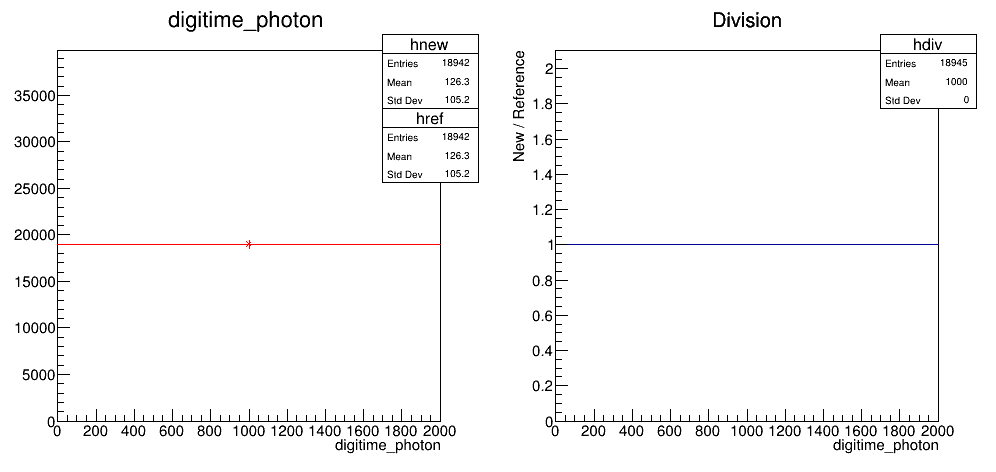 digitime_photon
hnew
Entries 18942
Mean 126.3
Std Dev 105.2
href
Entries 18942
Mean 126.3
Std Dev 105.2
35000
30000
25000
20000
15000
10000
5000
0
0 200 400 600 800 1000 1200 1400 1600 1800 2000
digitime_photon
Division
hdiv
Entries 18945
Mean 1000
Std Dev 0
New / Reference
2
1.8
1.6
1.4
1.2
1
0.8
0.6
0.4
0.2
0
0 200 400 600 800 1000 1200 1400 1600 1800 2000
digitime_photon